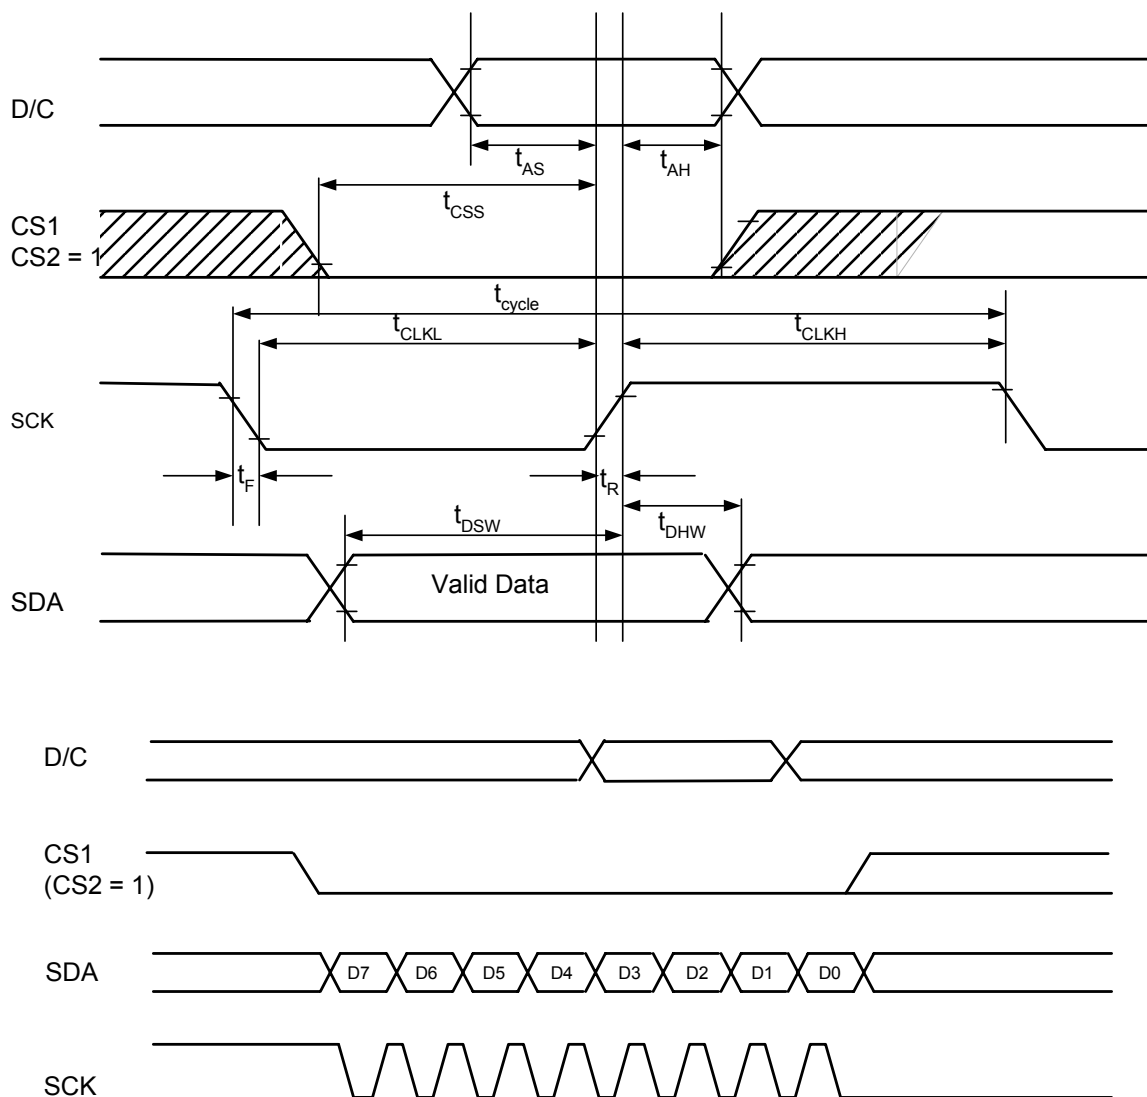 D/C
tAS
tAH
tCSS
CS1
CS2 = 1
tcycle
tCLKL
tCLKH
SCK
tF
tR
tDSW
tDHW
SDA
Valid Data
D/C
CS1
(CS2 = 1)
SDA
D7 D6 D5 D4 D3 D2 D1 D0
SCK